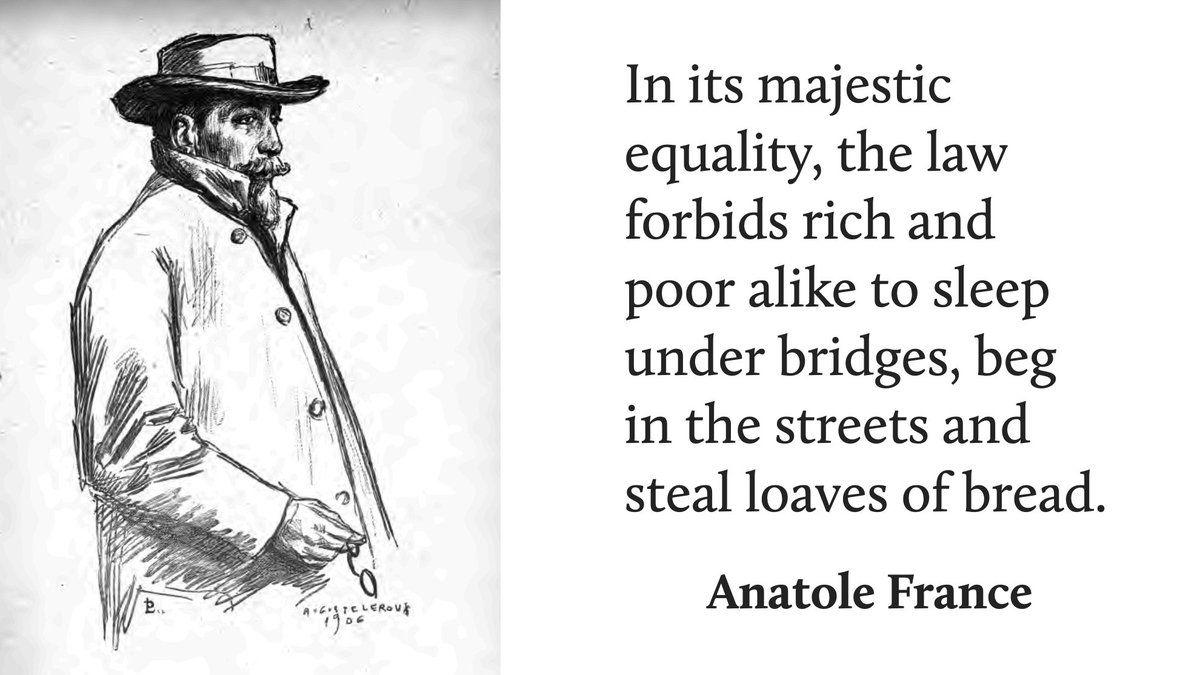 In its majestic
equality, the law
forbids rich and
poor alike to sleep
under bridges, beg
in the streets and
steal loaves of bread.
Anatole France
1906